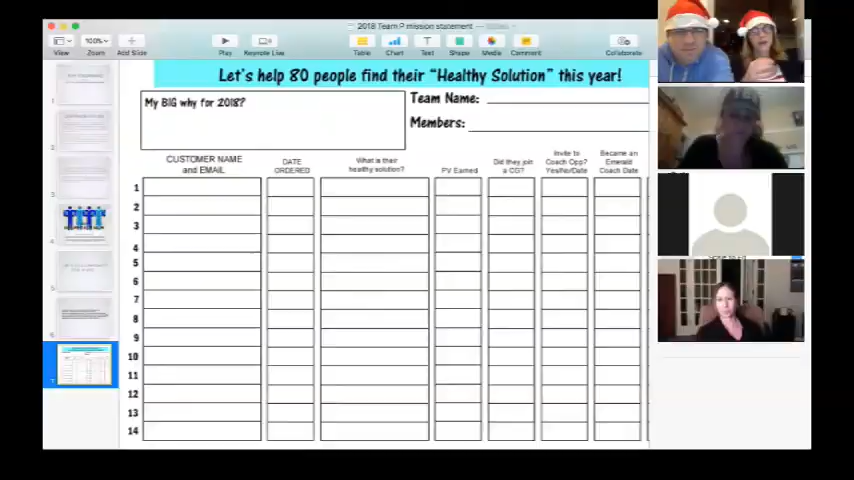 2018 Team P mission statement
View
100%
Zoom
Add Slide
Play
Keynote Live
Table
Chart
Text
Shape
Media
Comment
Collaborate
Let's help 80 people find their "Healthy Solution" this year!
My BIG why for 2018?
Team Name:
Members:
CUSTOMER NAME
and EMAIL
DATE
ORDERED
What is their
healthy solution?
PV Earned
Did they join
a CG?
Invite to
Coach Opp?
Yes/No/Date
Became an
Emerald
Coach Date
1
2
3
4
5
6
7
8
9
10
11
12
13
14